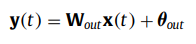 y(t) = W_out x(t) + θ_out